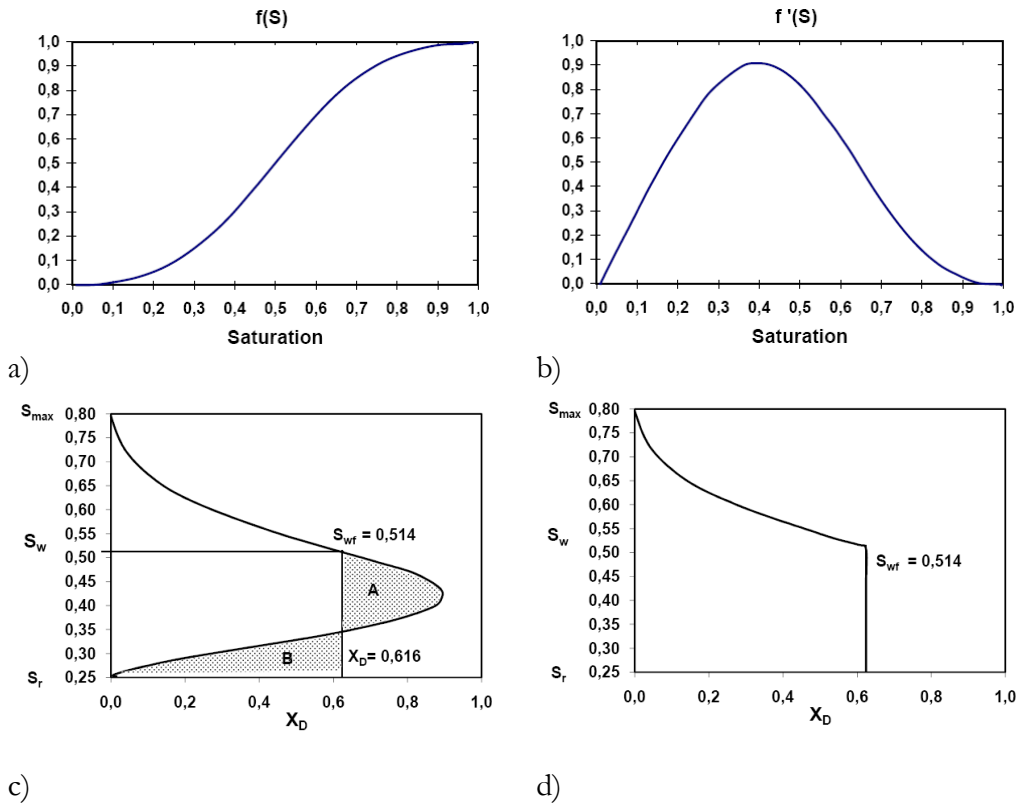 f(S)
1,0
0,9
0,8
0,7
0,6
0,5
0,4
0,3
0,2
0,1
0,0
0,0 0,1 0,2 0,3 0,4 0,5 0,6 0,7 0,8 0,9 1,0
Saturation
a)
f '(S)
1,0
0,9
0,8
0,7
0,6
0,5
0,4
0,3
0,2
0,1
0,0
0,0 0,1 0,2 0,3 0,4 0,5 0,6 0,7 0,8 0,9 1,0
Saturation
b)
Smax 0,80
0,75
0,70
0,65
0,60
0,55
Sw
0,50
0,45
0,40
0,35
0,30
Sr 0,25
Swf = 0,514
A
B
XD= 0,616
0,0 0,2 0,4 0,6 0,8 1,0
XD
c)
Smax 0,80
0,75
0,70
0,65
0,60
0,55
Sw
0,50
0,45
0,40
0,35
0,30
Sr 0,25
Swf = 0,514
0,0 0,2 0,4 0,6 0,8 1,0
XD
d)